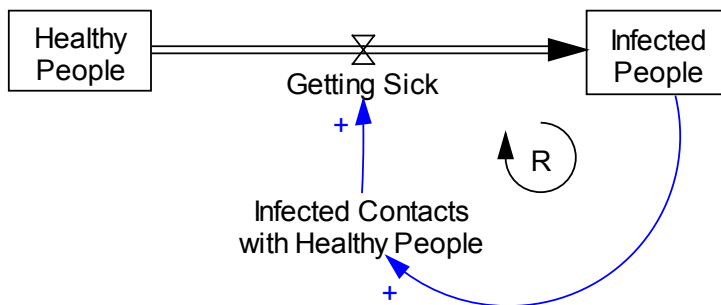 Healthy
People
Infected
People
Getting Sick
+
R
Infected Contacts
with Healthy People
+